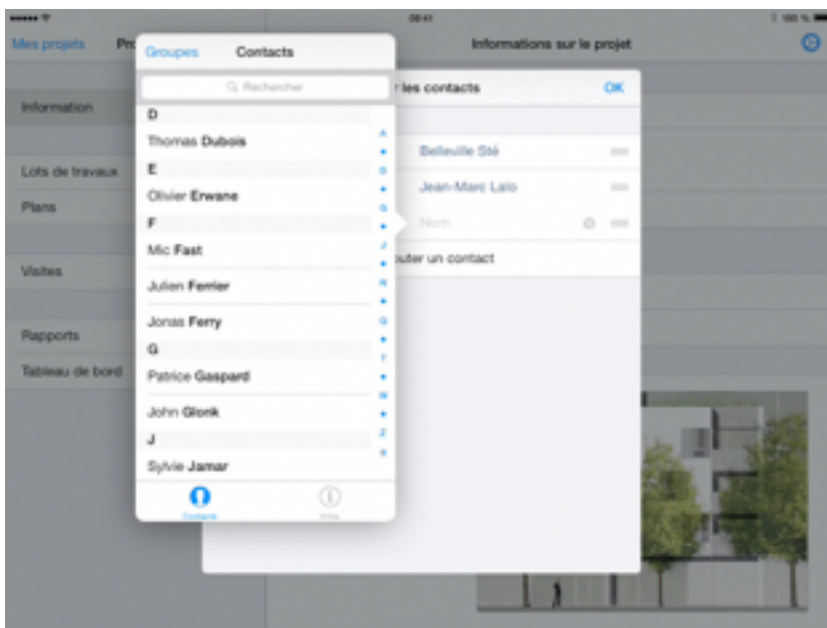 08:41
100 %
Mes projets
Informations sur le projet
Groupes
Contacts
Rechercher
les contacts
OK
Information
Lots de travaux
Plans
Visites
Rapports
Tableau de bord
D
Thomas Dubois
E
Olivier Erwane
F
Mic Fast
Julien Ferrier
Jonas Ferry
G
Patrice Gaspard
John Glonk
J
Sylvie Jamar
Contacts
Infos
Belleville Sté
Jean-Marc Lalo
Nom
outer un contact